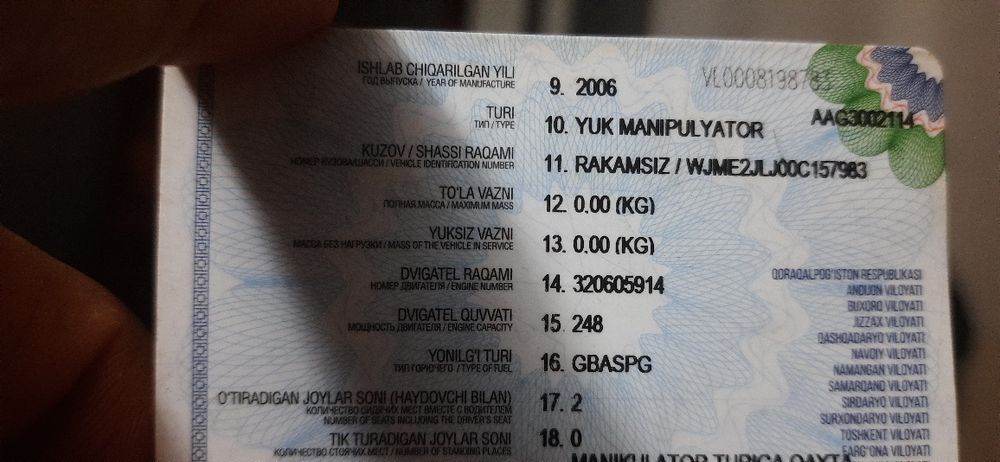 ISHLAB CHIQARILGAN YILI
ГОД ВЫПУСКА / YEAR OF MANUFACTURE
9. 2006
VL0008198783
AAG3002114
TURI
ТИП / TYPE
10. YUK MANIPULYATOR
KUZOV / SHASSI RAQAMI
НОМЕР КУЗОВА/ШАССИ / VEHICLE IDENTIFICATION NUMBER
11. RAKAMSIZ / WJME2JLJ00C157983
TO'LA VAZNI
ПОЛНАЯ МАССА / MAXIMUM MASS
12. 0.00 (KG)
YUKSIZ VAZNI
МАССА БЕЗ НАГРУЗКИ / MASS OF THE VEHICLE IN SERVICE
13. 0.00 (KG)
DVIGATEL RAQAMI
НОМЕР ДВИГАТЕЛЯ / ENGINE NUMBER
14. 320605914
DVIGATEL QUVVATI
МОЩНОСТЬ ДВИГАТЕЛЯ / ENGINE CAPACITY
15. 248
YONILG'I TURI
ТИП ГОРЮЧЕГО / TYPE OF FUEL
16. GBASPG
O'TIRADIGAN JOYLAR SONI (HAYDOVCHI BILAN)
КОЛИЧЕСТВО СИДЯЧИХ МЕСТ ВМЕСТЕ С ВОДИТЕЛЕМ
NUMBER OF SEATS INCLUDING THE DRIVER'S SEAT
17. 2
TIK TURADIGAN JOYLAR SONI
КОЛИЧЕСТВО СТОЯЧИХ МЕСТ / NUMBER OF STANDING PLACES
18. 0
MANIKULATOR TURIGA QAYTA
QORAQALPOG'ISTON RESPUBLIKASI
ANDIJON VILOYATI
BUXORO VILOYATI
JIZZAX VILOYATI
QASHQADARYO VILOYATI
NAVOIY VILOYATI
NAMANGAN VILOYATI
SAMARQAND VILOYATI
SIRDARYO VILOYATI
SURXONDARYO VILOYATI
TOSHKENT VILOYATI
FARG'ONA VILOYATI